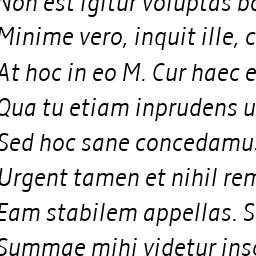 Non est igitur voluptas bo
Minime vero, inquit ille, c
At hoc in eo M. Cur haec e
Qua tu etiam inprudens u
Sed hoc sane concedamus
Urgent tamen et nihil rem
Eam stabilem appellas. S
Summae mihi videtur insc